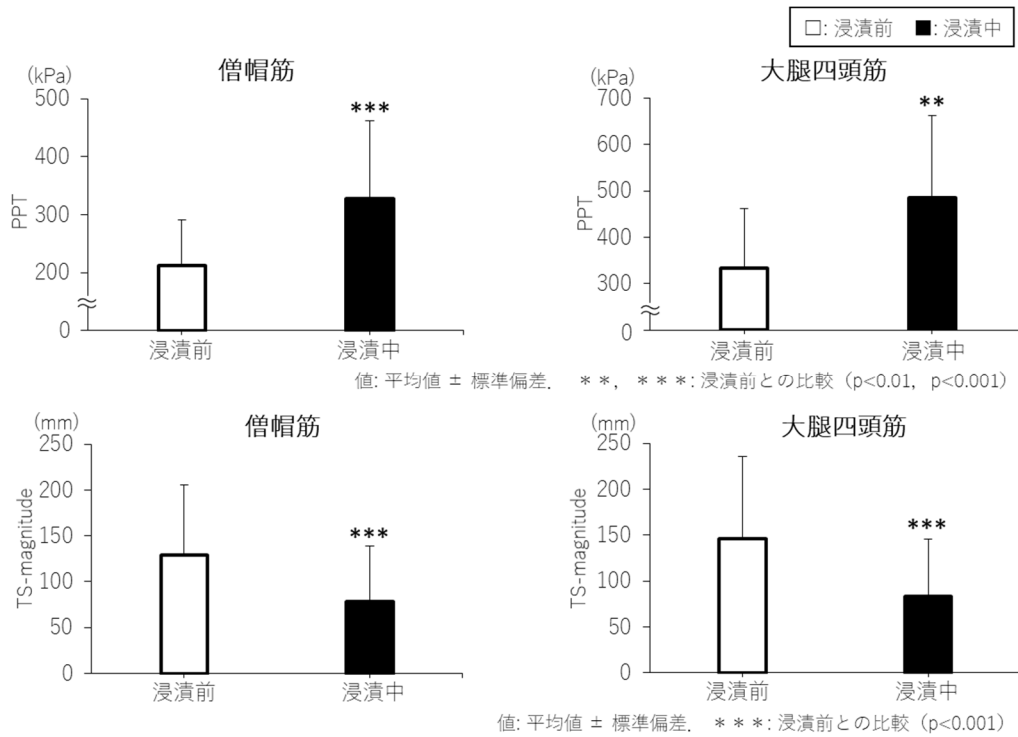 □: 浸漬前 ■: 浸漬中
僧帽筋
(kPa)
500
400
300
200
0
PPT
***
浸漬前 浸漬中
大腿四頭筋
(kPa)
700
600
500
400
300
0
PPT
**
浸漬前 浸漬中
値: 平均値 ± 標準偏差. **, ***: 浸漬前との比較 (p<0.01, p<0.001)
僧帽筋
(mm)
250
200
150
100
50
0
TS-magnitude
***
浸漬前 浸漬中
大腿四頭筋
(mm)
250
200
150
100
50
0
TS-magnitude
***
浸漬前 浸漬中
値: 平均値 ± 標準偏差. ***: 浸漬前との比較 (p<0.001)